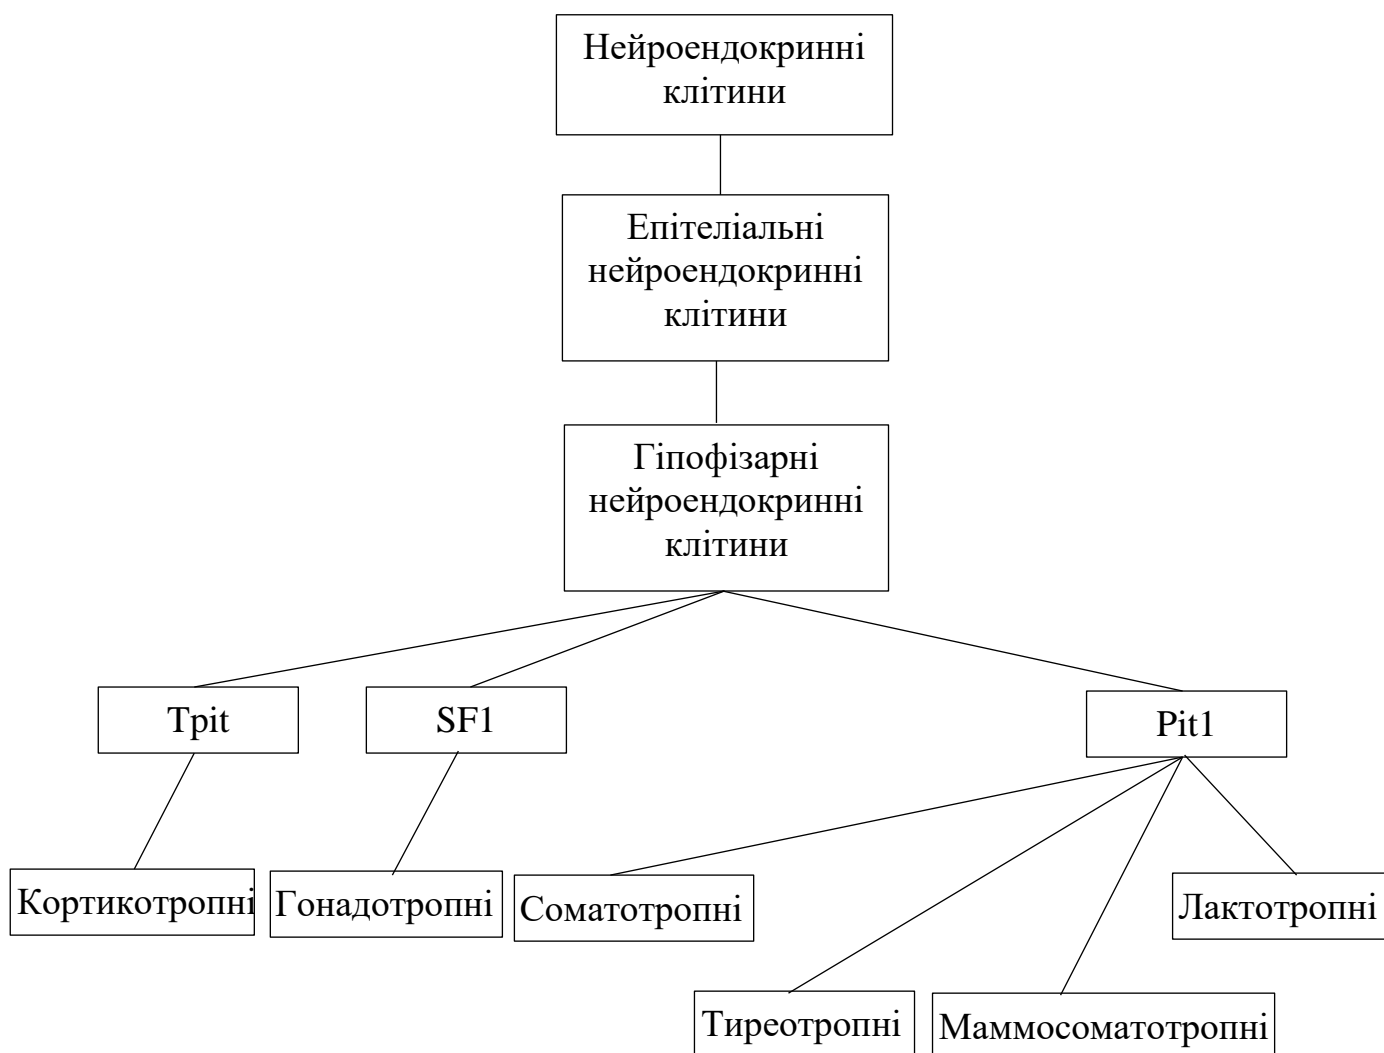 Нейроендокринні
клітини
Епітеліальні
нейроендокринні
клітини
Гіпофізарні
нейроендокринні
клітини
Tpit
SF1
Pit1
Кортикотропні
Гонадотропні
Соматотропні
Лактотропні
Тиреотропні
Маммосоматотропні